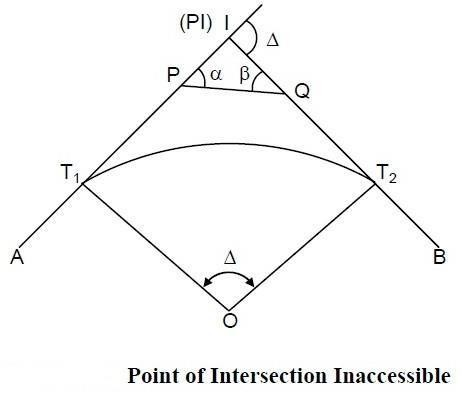 (PI) I
Δ
P α β Q
T1 T2
A B
Δ
O
Point of Intersection Inaccessible